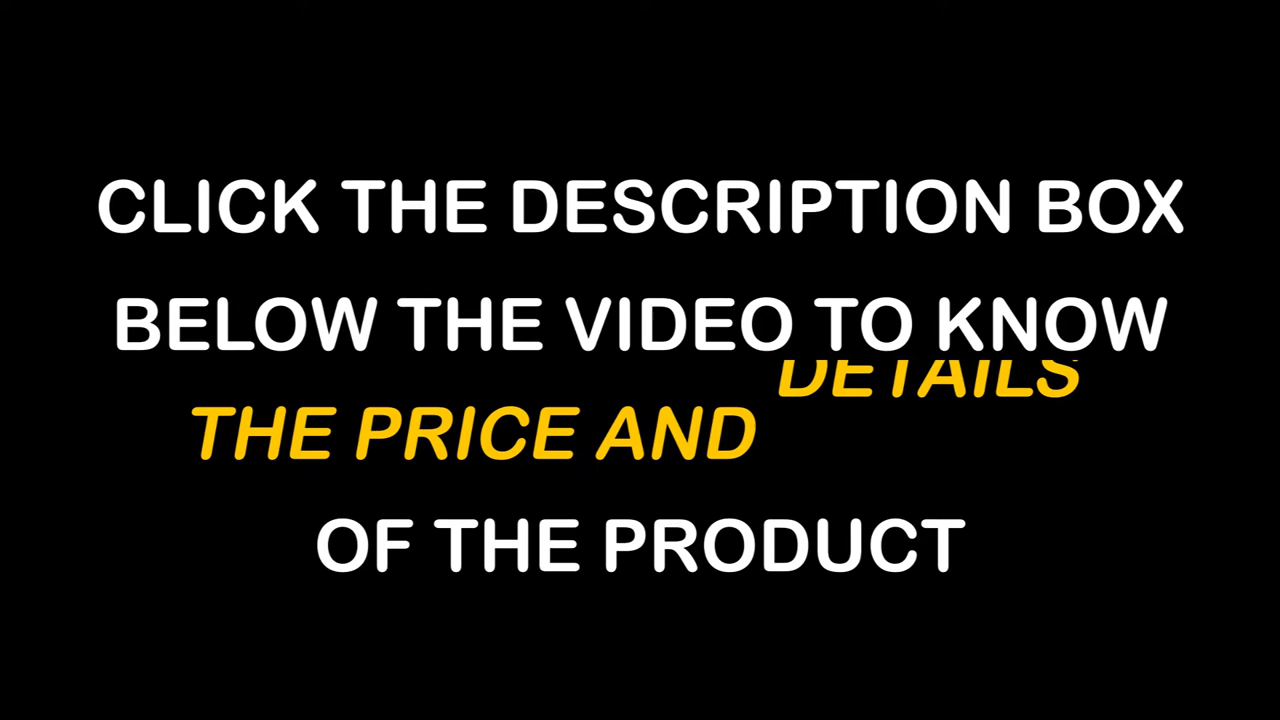 CLICK THE DESCRIPTION BOX
BELOW THE VIDEO TO KNOW
THE PRICE AND DETAILS
OF THE PRODUCT